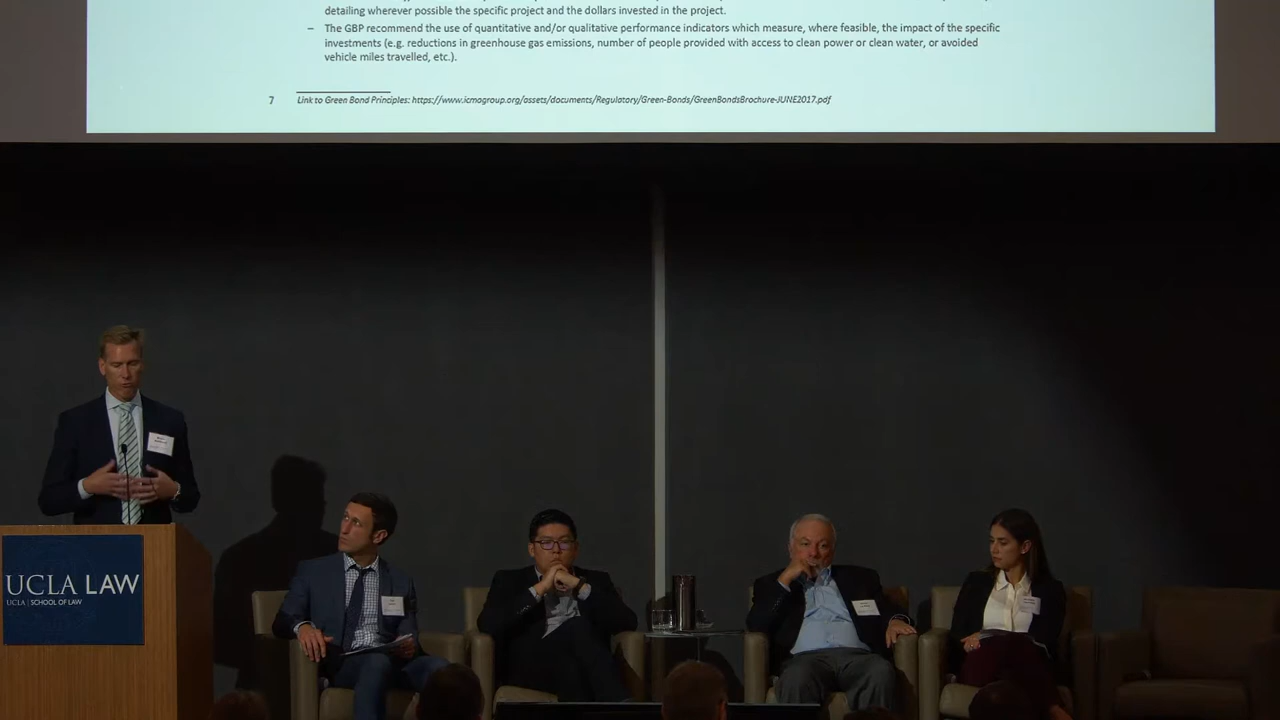 detailing wherever possible the specific project and the dollars invested in the project.
– The GBP recommend the use of quantitative and/or qualitative performance indicators which measure, where feasible, the impact of the specific
investments (e.g. reductions in greenhouse gas emissions, number of people provided with access to clean power or clean water, or avoided
vehicle miles travelled, etc.).
7 Link to Green Bond Principles: https://www.icmagroup.org/assets/documents/Regulatory/Green-Bonds/GreenBondsBrochure-JUNE2017.pdf
UCLA LAW
UCLA | SCHOOL OF LAW